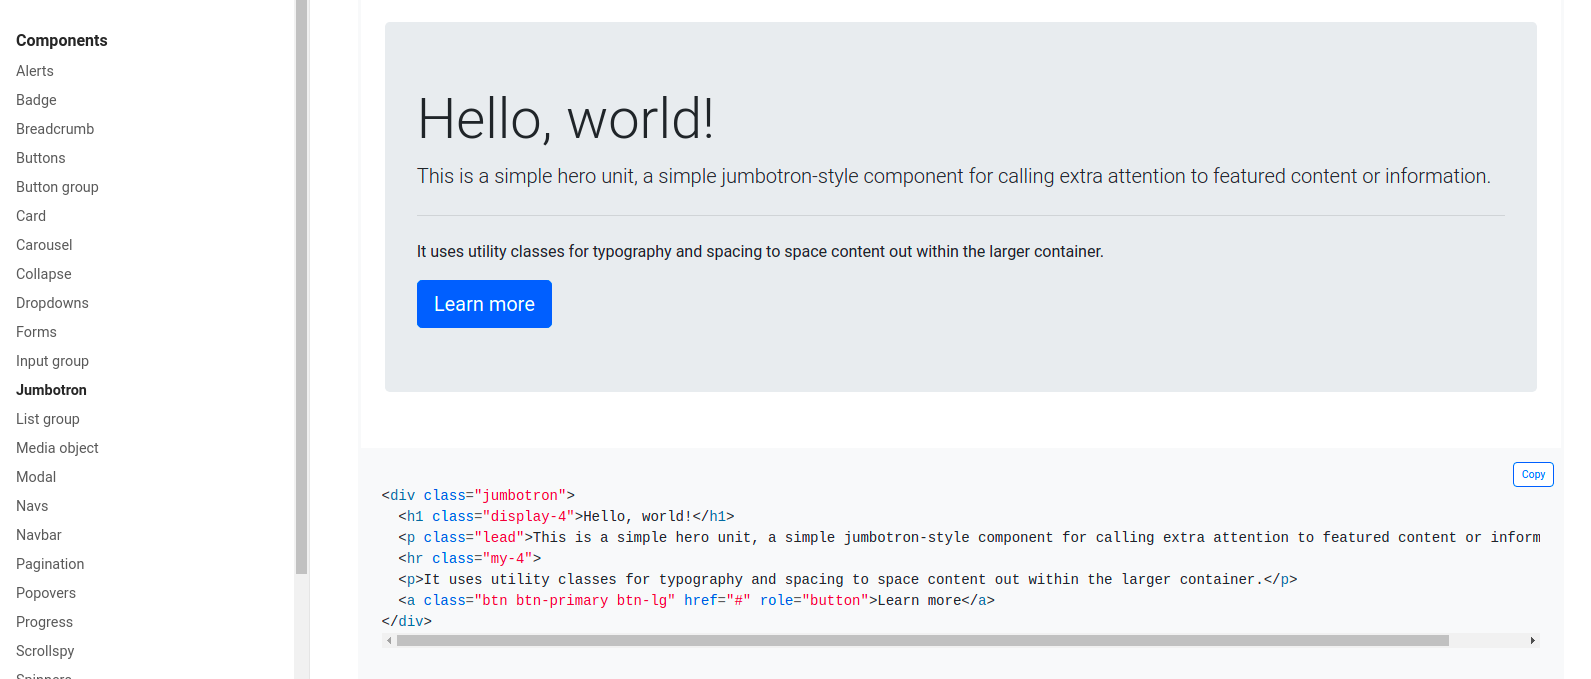 Components
Alerts
Badge
Breadcrumb
Buttons
Button group
Card
Carousel
Collapse
Dropdowns
Forms
Input group
Jumbotron
List group
Media object
Modal
Navs
Navbar
Pagination
Popovers
Progress
Scrollspy
Hello, world!
This is a simple hero unit, a simple jumbotron-style component for calling extra attention to featured content or information.
It uses utility classes for typography and spacing to space content out within the larger container.
Learn more
Copy
<div class="jumbotron">
  <h1 class="display-4">Hello, world!</h1>
  <p class="lead">This is a simple hero unit, a simple jumbotron-style component for calling extra attention to featured content or inform
  <hr class="my-4">
  <p>It uses utility classes for typography and spacing to space content out within the larger container.</p>
  <a class="btn btn-primary btn-lg" href="#" role="button">Learn more</a>
</div>